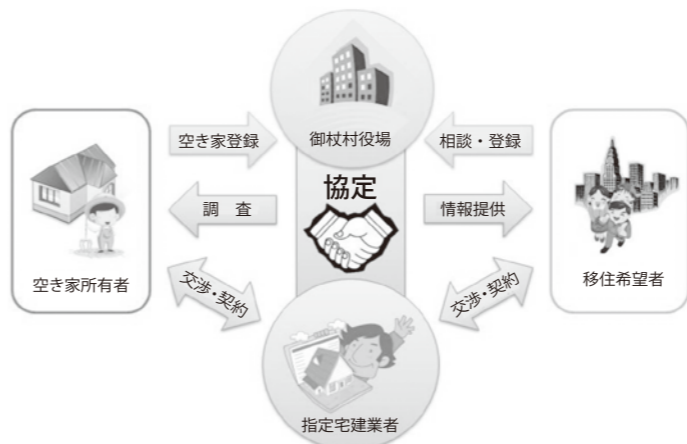 御杖村役場
空き家登録
相談・登録
協定
調 査
情報提供
空き家所有者
移住希望者
交渉・契約
交渉・契約
指定宅建業者